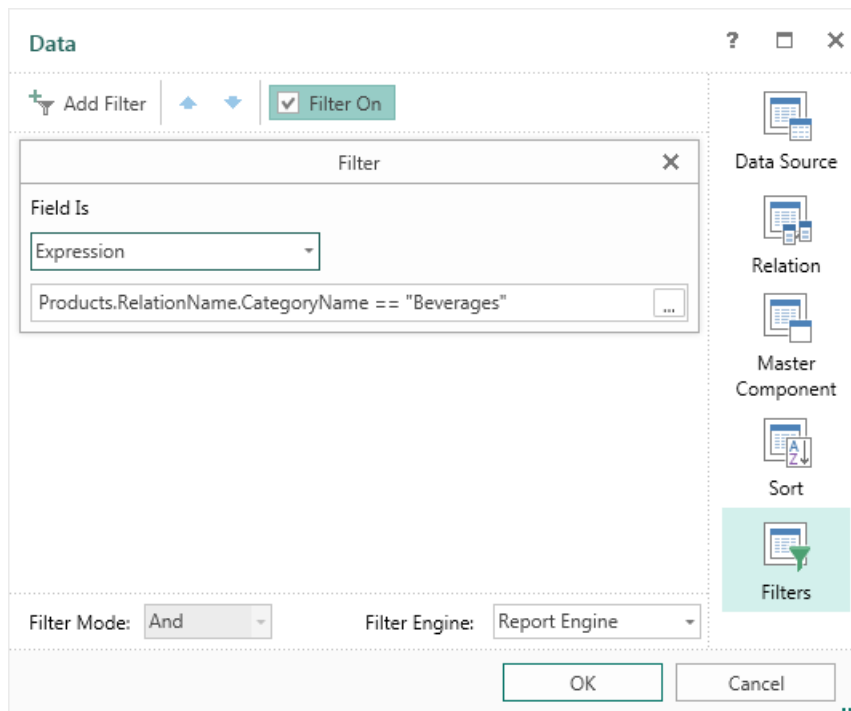 Data
?
Add Filter
Filter On
Filter
Field Is
Expression
Products.RelationName.CategoryName == "Beverages"
...
Data Source
Relation
Master
Component
Sort
Filters
Filter Mode: And
Filter Engine: Report Engine
OK
Cancel